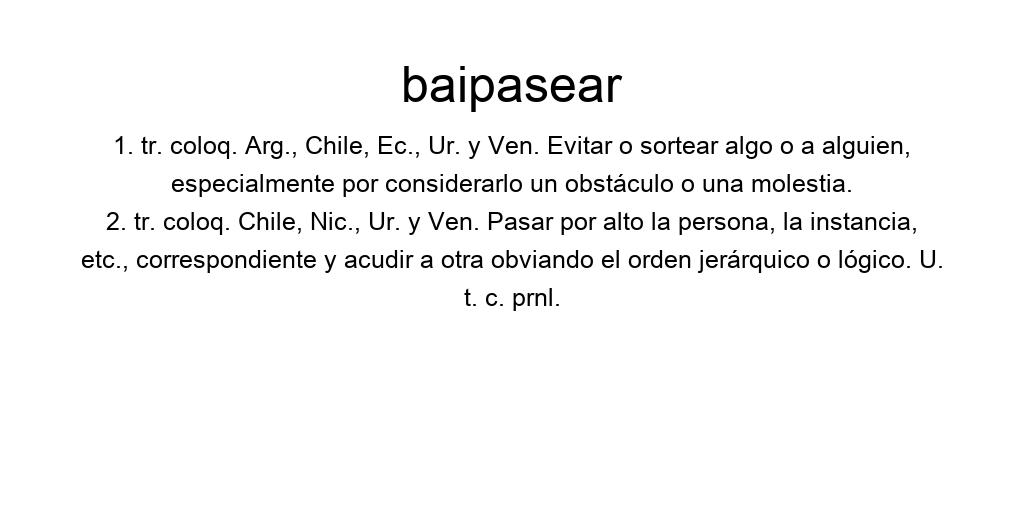 baipasear
1. tr. coloq. Arg., Chile, Ec., Ur. y Ven. Evitar o sortear algo o a alguien,
especialmente por considerarlo un obstáculo o una molestia.
2. tr. coloq. Chile, Nic., Ur. y Ven. Pasar por alto la persona, la instancia,
etc., correspondiente y acudir a otra obviando el orden jerárquico o lógico. U.
t. c. prnl.